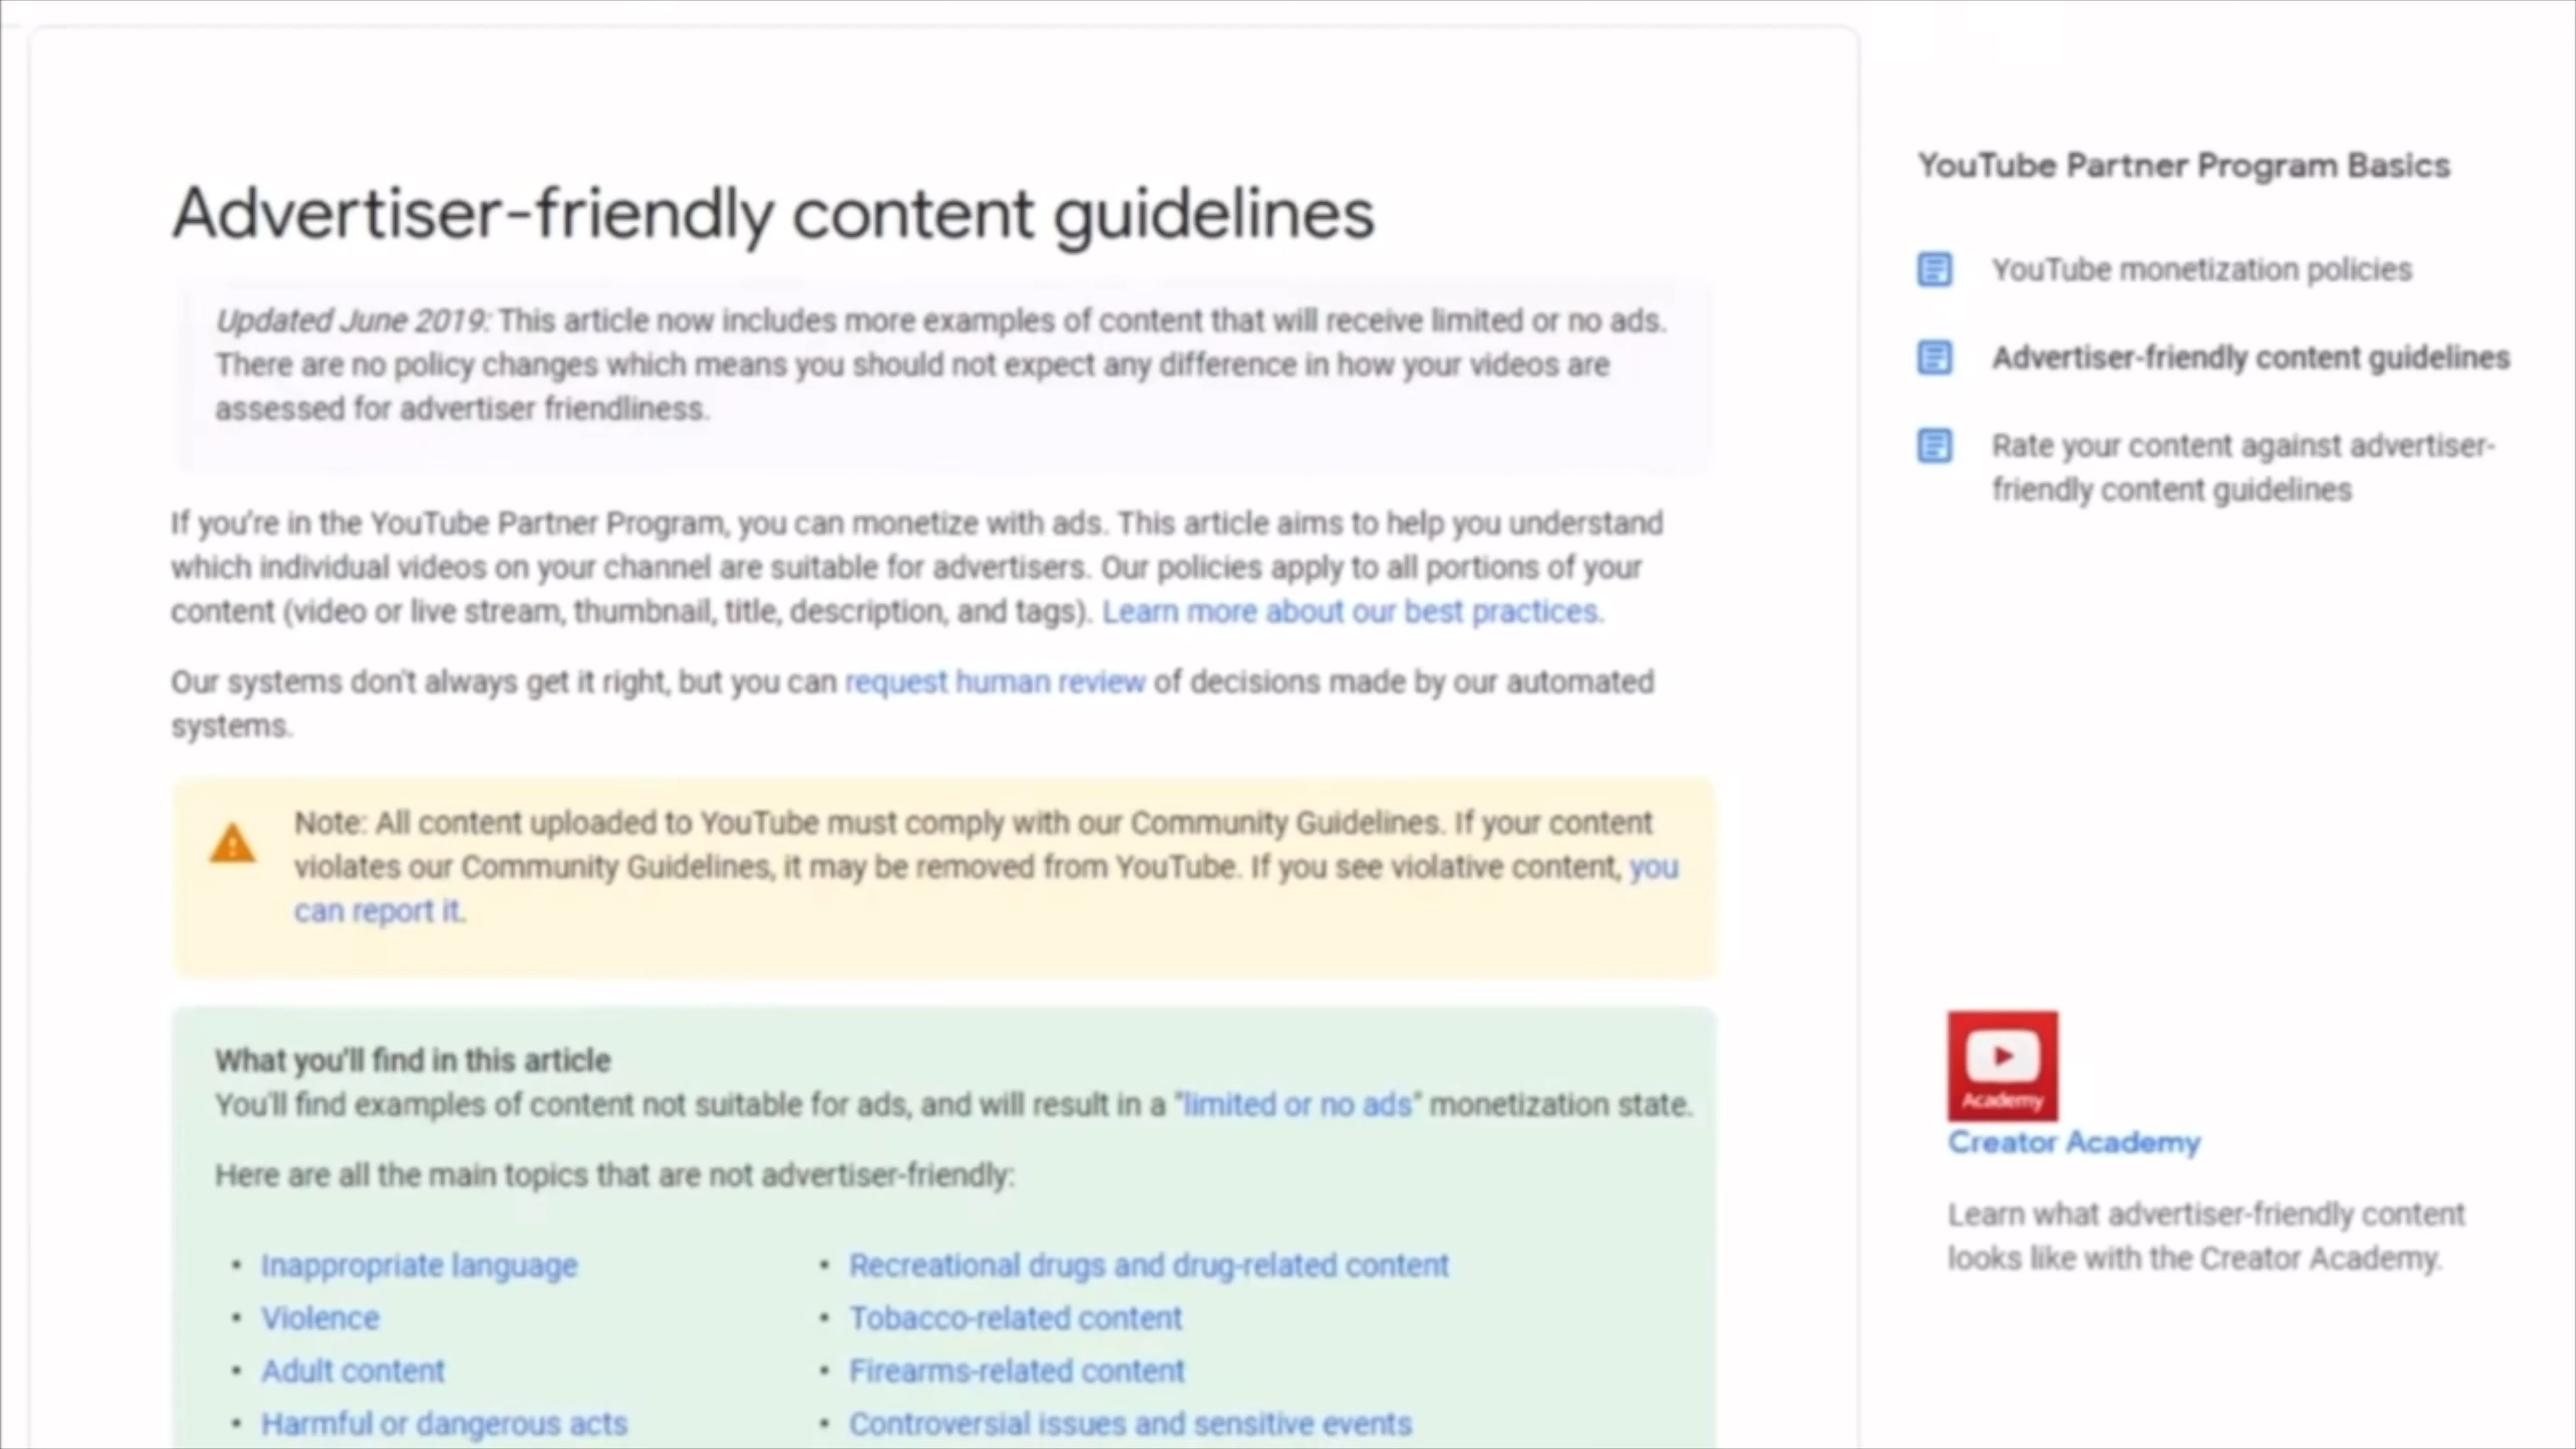 Advertiser-friendly content guidelines
Updated June 2019: This article now includes more examples of content that will receive limited or no ads.
There are no policy changes which means you should not expect any difference in how your videos are
assessed for advertiser friendliness.
If you're in the YouTube Partner Program, you can monetize with ads. This article aims to help you understand
which individual videos on your channel are suitable for advertisers. Our policies apply to all portions of your
content (video or live stream, thumbnail, title, description, and tags). Learn more about our best practices.
Our systems don't always get it right, but you can request human review of decisions made by our automated
systems.
Note: All content uploaded to YouTube must comply with our Community Guidelines. If your content
violates our Community Guidelines, it may be removed from YouTube. If you see violative content, you
can report it.
What you'll find in this article
You'll find examples of content not suitable for ads, and will result in a "limited or no ads" monetization state.
Here are all the main topics that are not advertiser-friendly:
• Inappropriate language
• Violence
• Adult content
• Harmful or dangerous acts
• Recreational drugs and drug-related content
• Tobacco-related content
• Firearms-related content
• Controversial issues and sensitive events
YouTube Partner Program Basics
YouTube monetization policies
Advertiser-friendly content guidelines
Rate your content against advertiser-
friendly content guidelines
Academy
Creator Academy
Learn what advertiser-friendly content
looks like with the Creator Academy.